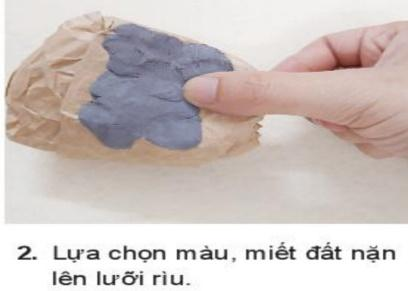 2. Lựa chọn màu, miết đất nặn
lên lưỡi rìu.